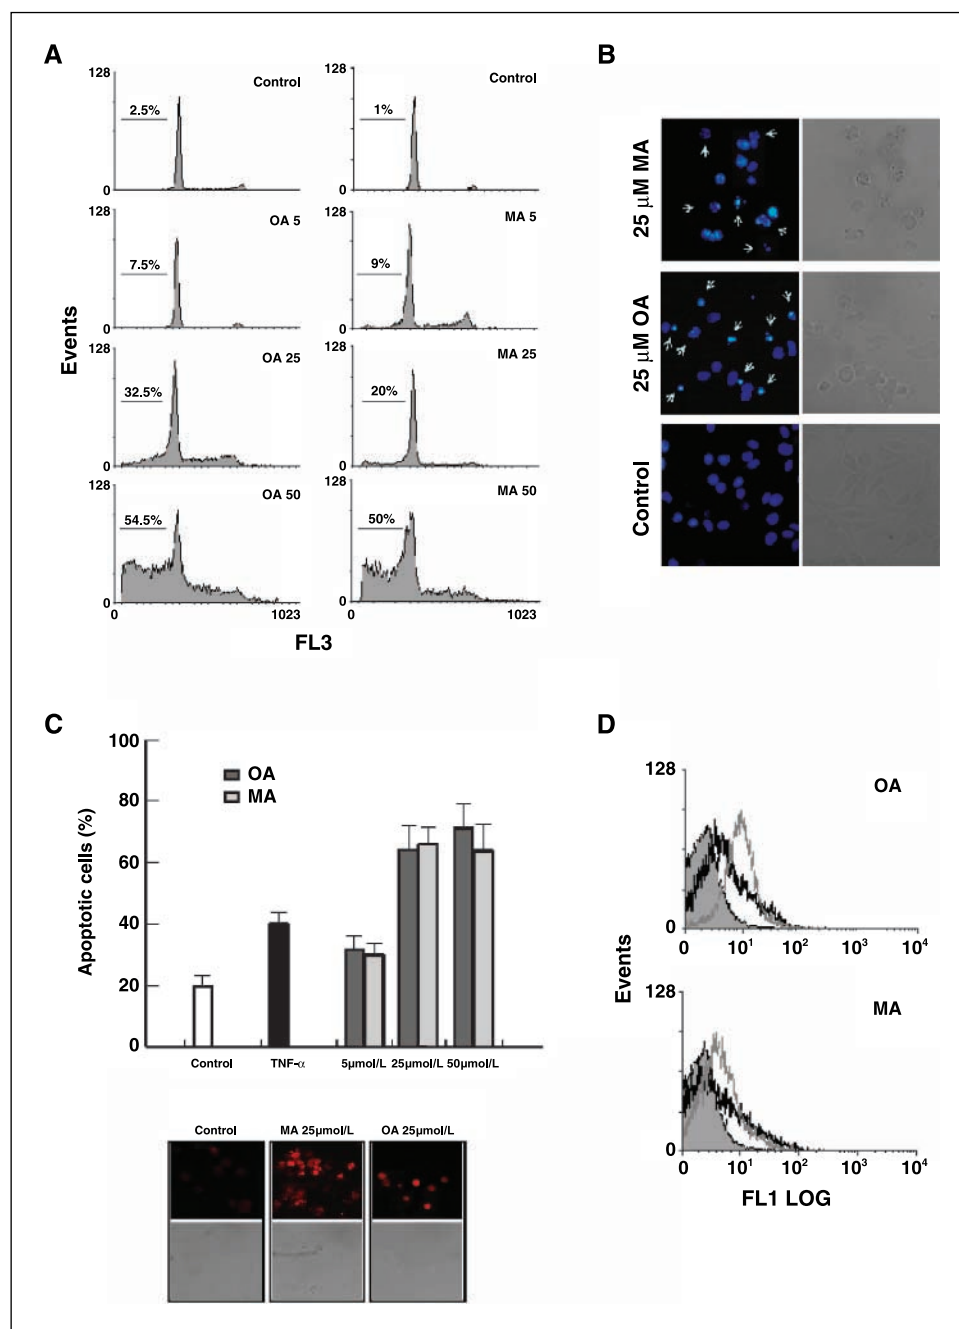 A
128
Control
2.5%
0
128
Control
1%
0
128
OA 5
7.5%
0
128
MA 5
9%
0
128
OA 25
32.5%
0
128
MA 25
20%
0
128
OA 50
54.5%
0
0
1023
128
MA 50
50%
0
0
1023
Events
FL3
B
25 µM MA
25 µM OA
Control
C
100
80
60
40
20
0
Apoptotic cells (%)
OA
MA
Control
TNF-α
5µmol/L
25µmol/L
50µmol/L
Control
MA 25µmol/L
OA 25µmol/L
D
128
OA
0
0
10¹
10²
10³
10⁴
Events
128
MA
0
0
10¹
10²
10³
10⁴
FL1 LOG